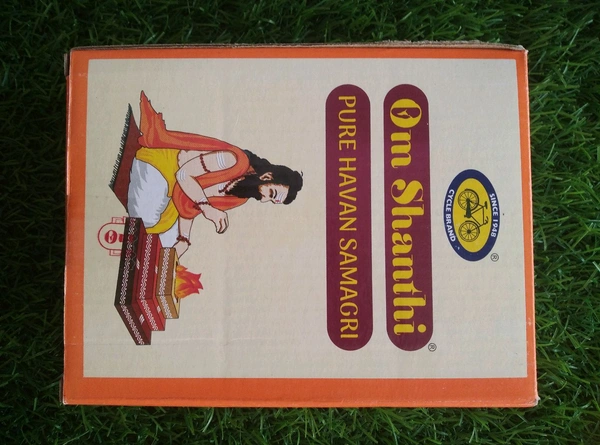 SINCE 1948
CYCLE BRAND
®
Om Shanthi®
PURE HAVAN SAMAGRI